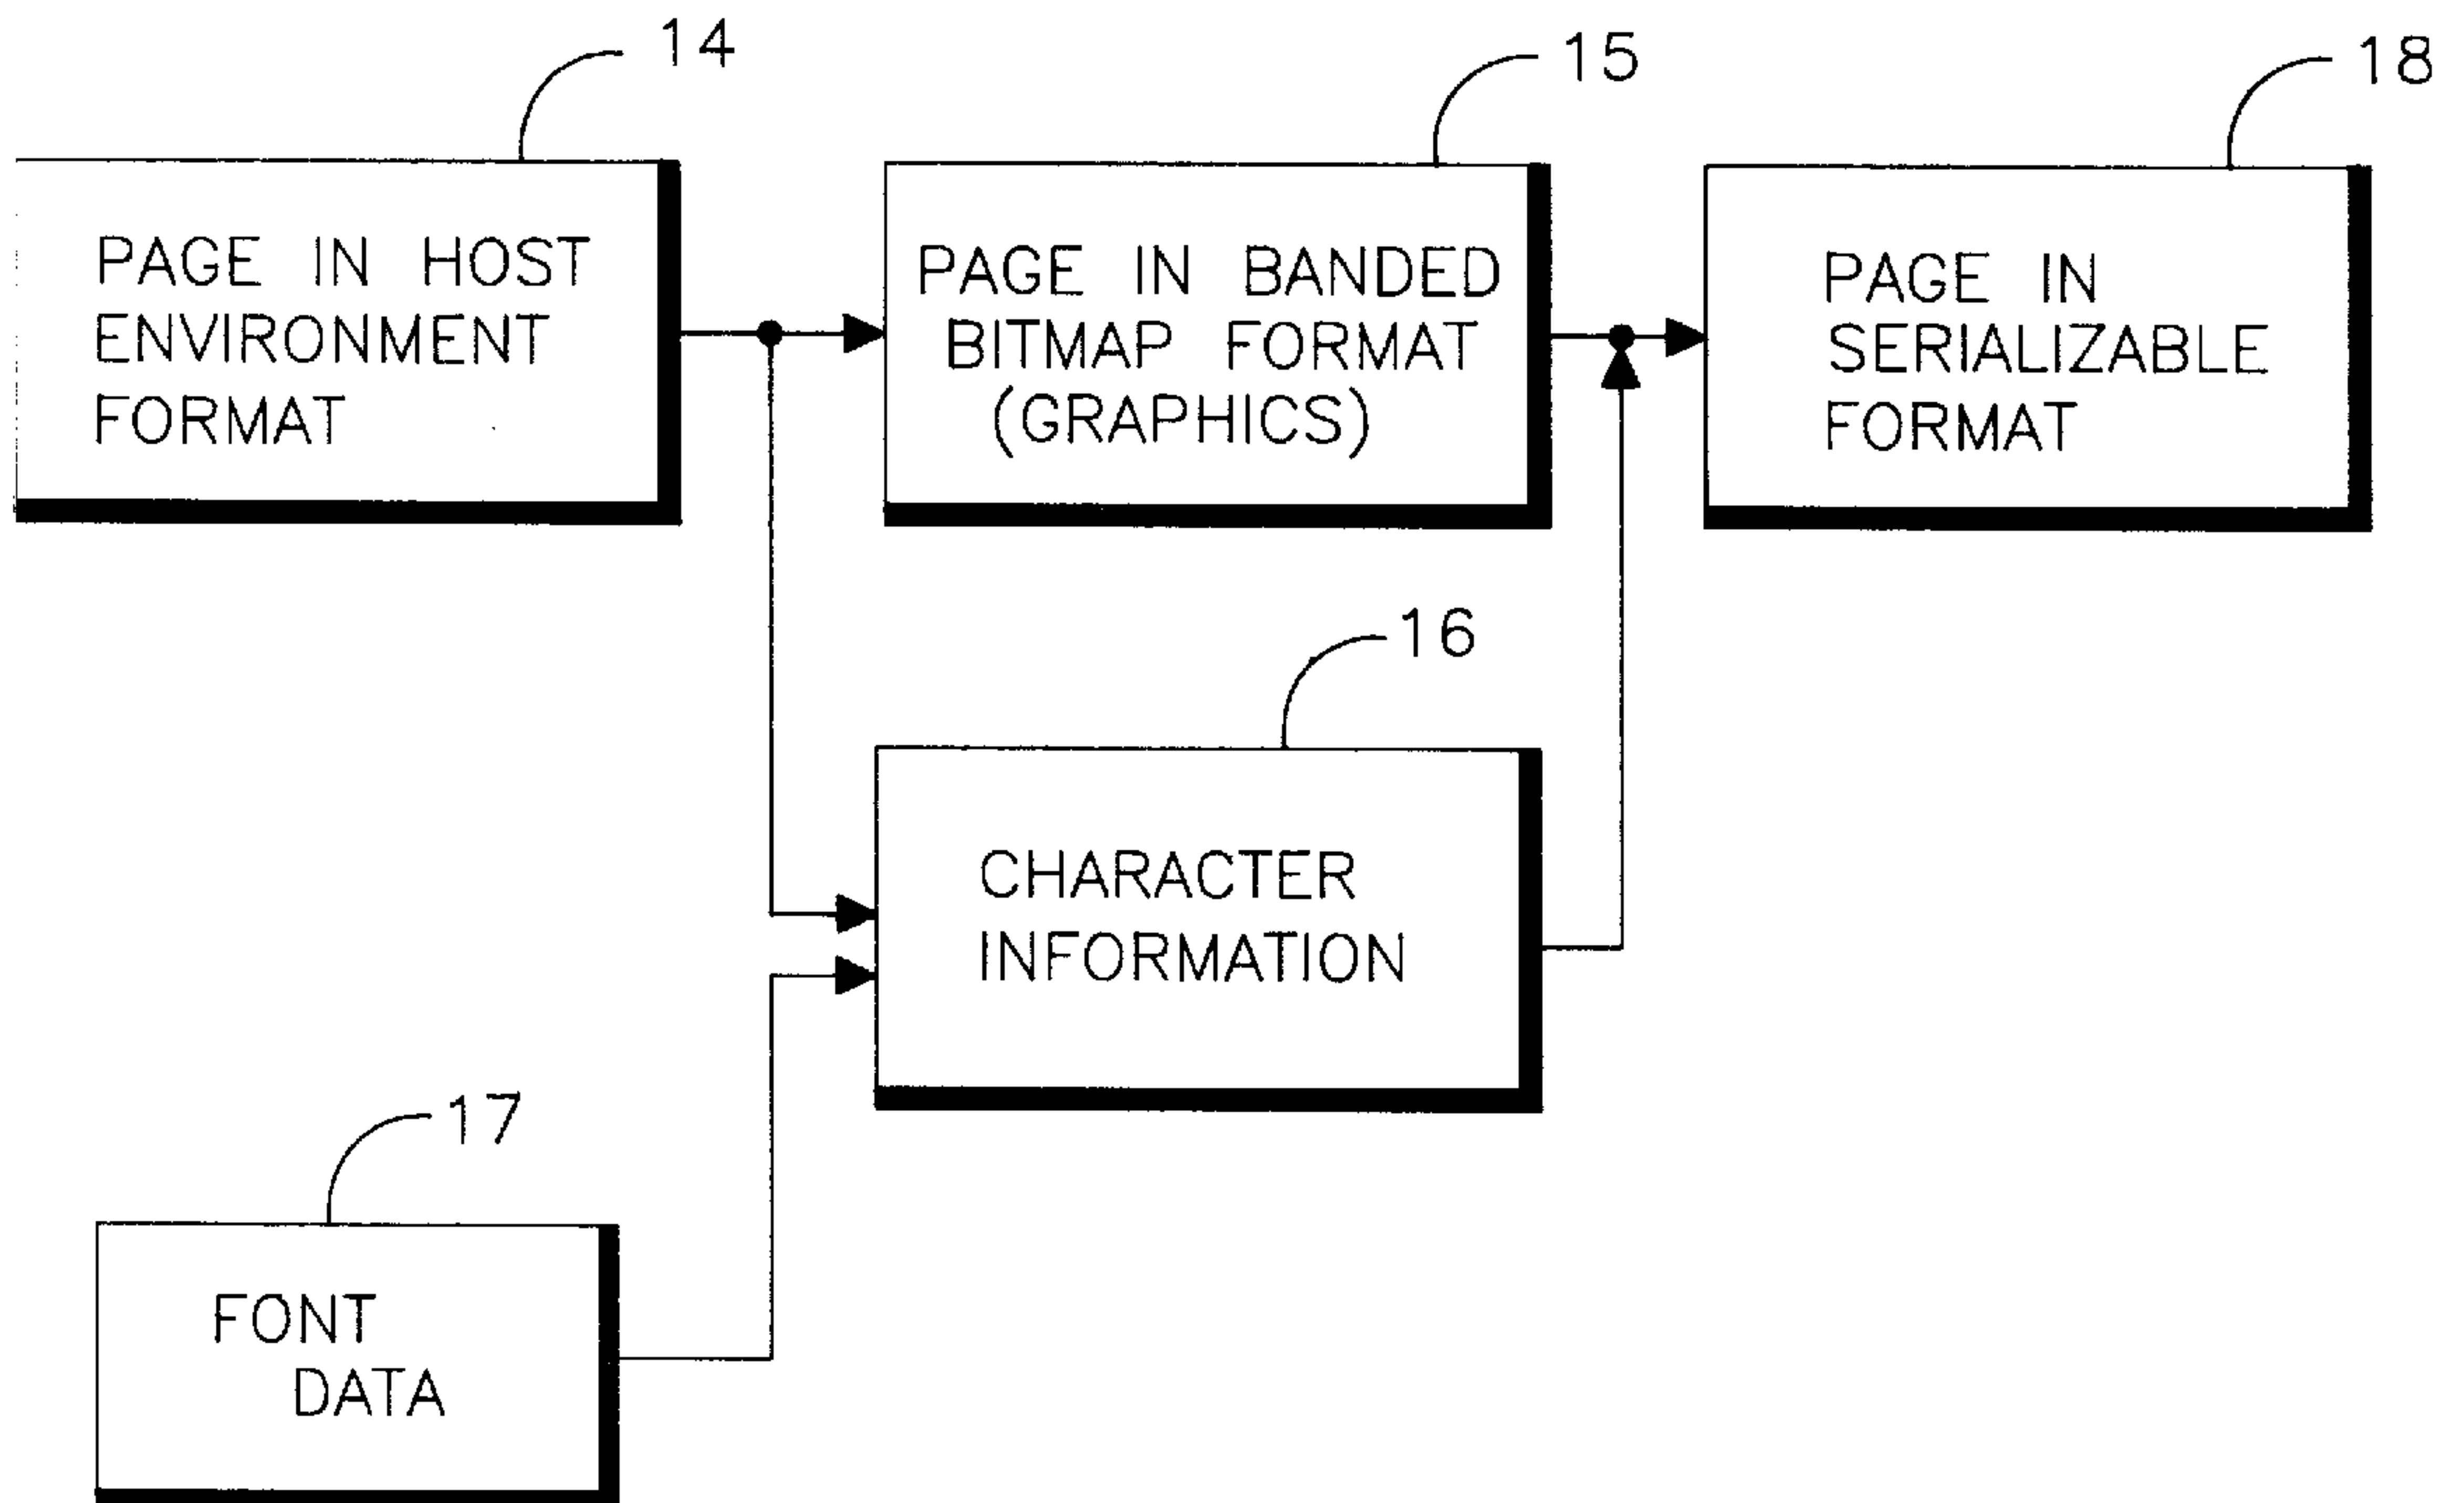 14
15
18
PAGE IN HOST
ENVIRONMENT
FORMAT
PAGE IN BANDED
BITMAP FORMAT
(GRAPHICS)
PAGE IN
SERIALIZABLE
FORMAT
16
CHARACTER
INFORMATION
17
FONT
DATA